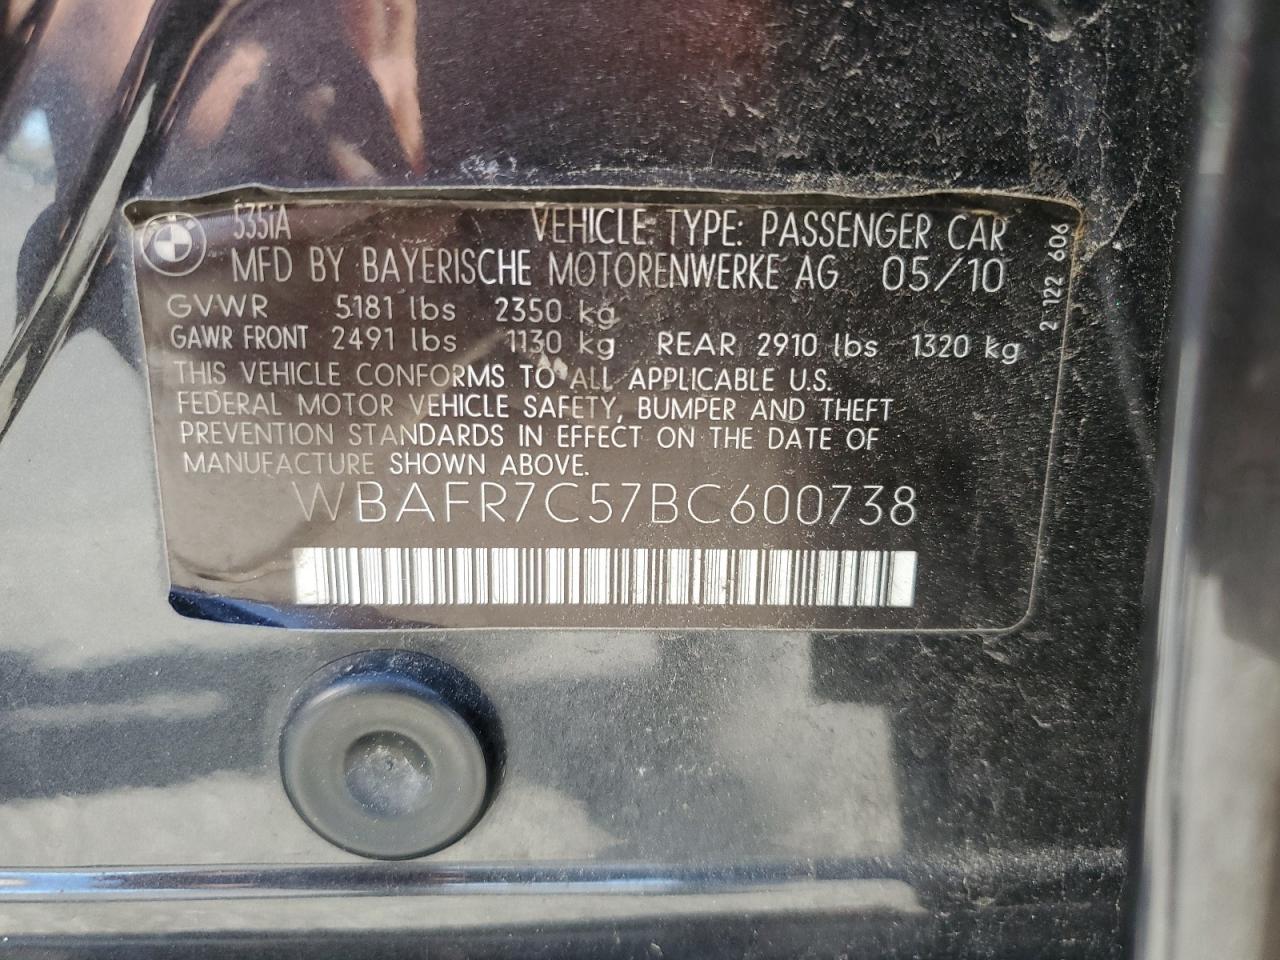 535iA VEHICLE TYPE: PASSENGER CAR
MFD BY BAYERISCHE MOTORENWERKE AG 05/10
GVWR 5181 lbs 2350 kg
GAWR FRONT 2491 lbs 1130 kg REAR 2910 lbs 1320 kg
THIS VEHICLE CONFORMS TO ALL APPLICABLE U.S.
FEDERAL MOTOR VEHICLE SAFETY, BUMPER AND THEFT
PREVENTION STANDARDS IN EFFECT ON THE DATE OF
MANUFACTURE SHOWN ABOVE.
WBAFR7C57BC600738
2 122 606